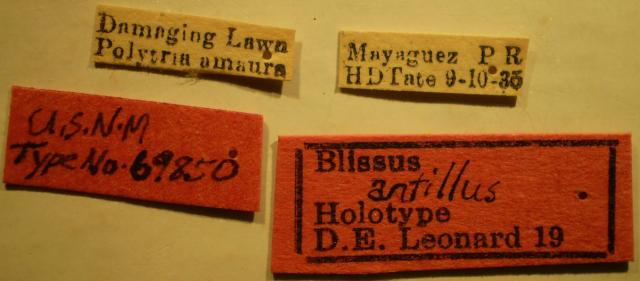 Damaging Lawn
Polytria amaura
Mayaguez P R
HDTate 9-10-35
U.S.N.M
Type No. 69850
Blissus
antillus
Holotype
D.E. Leonard 19